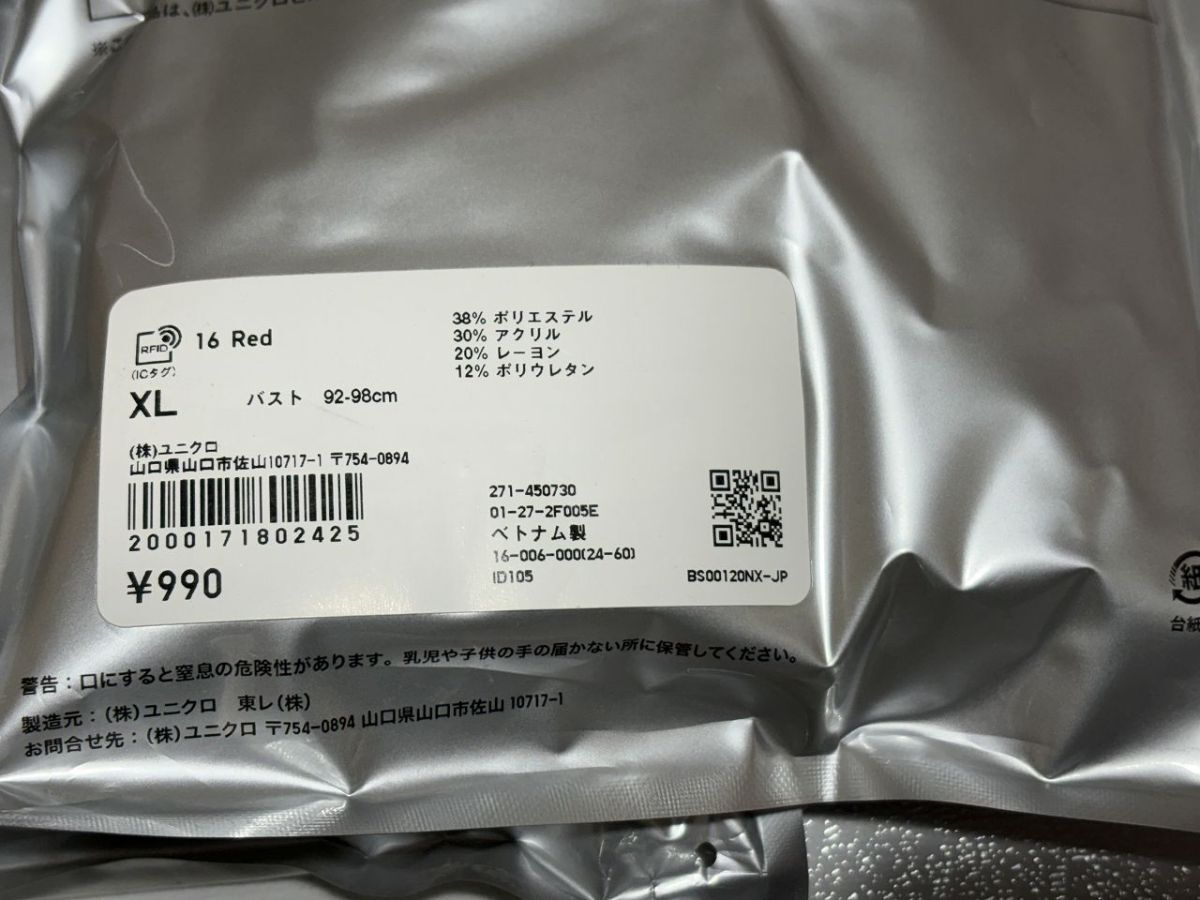 は、(株)ユニクロ
RFID
(ICタグ)
16 Red
XL
バスト 92-98cm
38% ポリエステル
30% アクリル
20% レーヨン
12% ポリウレタン
(株)ユニクロ
山口県山口市佐山10717-1 〒754-0894
2000171802425
¥990
271-450730
01-27-2F005E
ベトナム製
16-006-000(24-60)
ID105
BS00120NX-JP
警告:口にすると窒息の危険性があります。乳児や子供の手の届かない所に保管してください。
製造元:(株)ユニクロ 東レ(株)
お問合せ先:(株)ユニクロ 〒754-0894 山口県山口市佐山 10717-1
紙
台紙